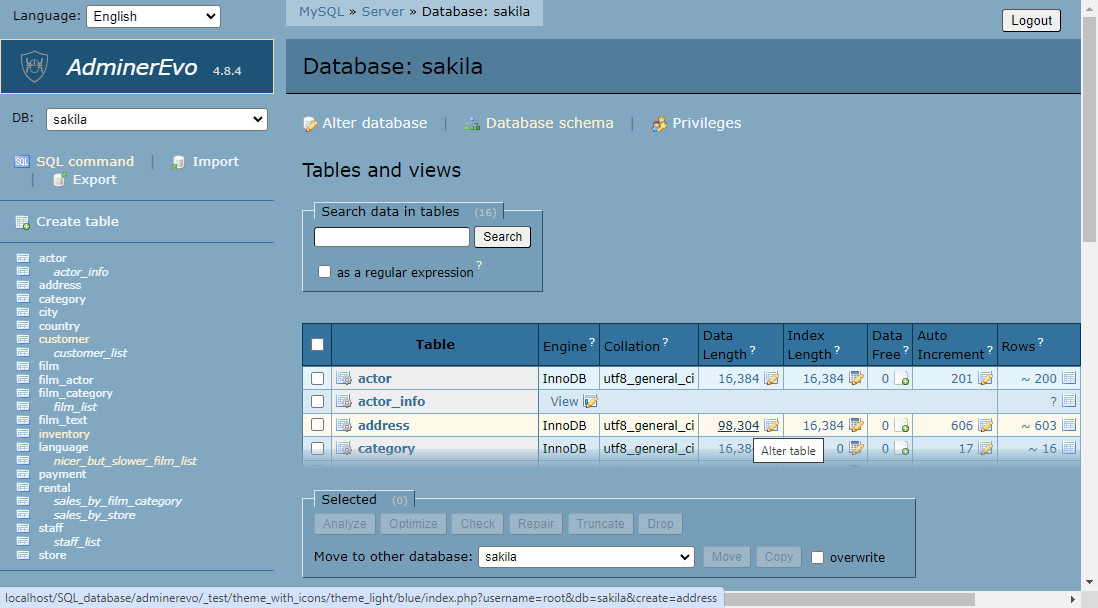 Language: English
MySQL » Server » Database: sakila
Logout
AdminerEvo 4.8.4
Database: sakila
DB: sakila
Alter database | Database schema | Privileges
SQL command | Import
| Export
Tables and views
Create table
Search data in tables (16)
Search
as a regular expression ?
actor
actor_info
address
category
city
country
customer
customer_list
film
film_actor
film_category
film_list
film_text
inventory
language
nicer_but_slower_film_list
payment
rental
sales_by_film_category
sales_by_store
staff
staff_list
store
Table Engine? Collation? Data Length? Index Length? Data Free? Auto Increment? Rows?
actor InnoDB utf8_general_ci 16,384 16,384 0 201 ~ 200
actor_info View ?
address InnoDB utf8_general_ci 98,304 16,384 0 606 ~ 603
category InnoDB utf8_general_ci 16,38 0 0 17 ~ 16
Alter table
Selected (0)
Analyze Optimize Check Repair Truncate Drop
Move to other database: sakila Move Copy overwrite
localhost/SQL_database/adminerevo/_test/theme_with_icons/theme_light/blue/index.php?username=root&db=sakila&create=address